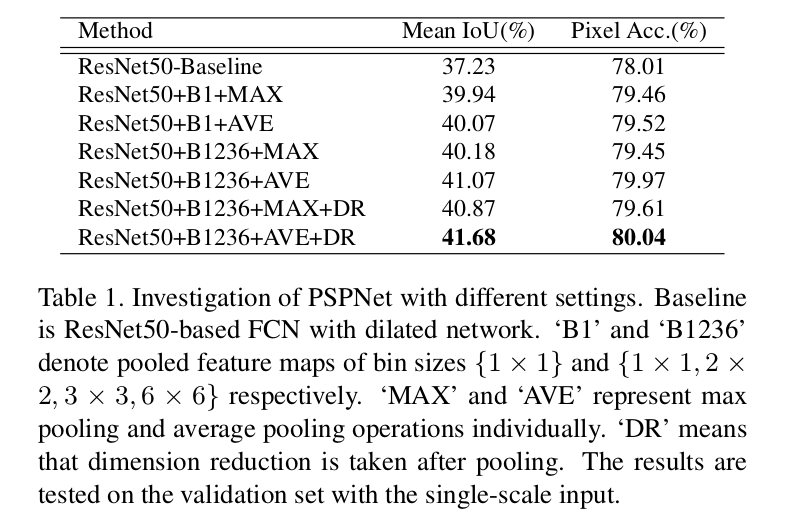 Method Mean IoU(%) Pixel Acc.(%)
ResNet50-Baseline 37.23 78.01
ResNet50+B1+MAX 39.94 79.46
ResNet50+B1+AVE 40.07 79.52
ResNet50+B1236+MAX 40.18 79.45
ResNet50+B1236+AVE 41.07 79.97
ResNet50+B1236+MAX+DR 40.87 79.61
ResNet50+B1236+AVE+DR 41.68 80.04
Table 1. Investigation of PSPNet with different settings. Baseline
is ResNet50-based FCN with dilated network. ‘B1’ and ‘B1236’
denote pooled feature maps of bin sizes {1 × 1} and {1 × 1, 2 ×
2, 3 × 3, 6 × 6} respectively. ‘MAX’ and ‘AVE’ represent max
pooling and average pooling operations individually. ‘DR’ means
that dimension reduction is taken after pooling. The results are
tested on the validation set with the single-scale input.